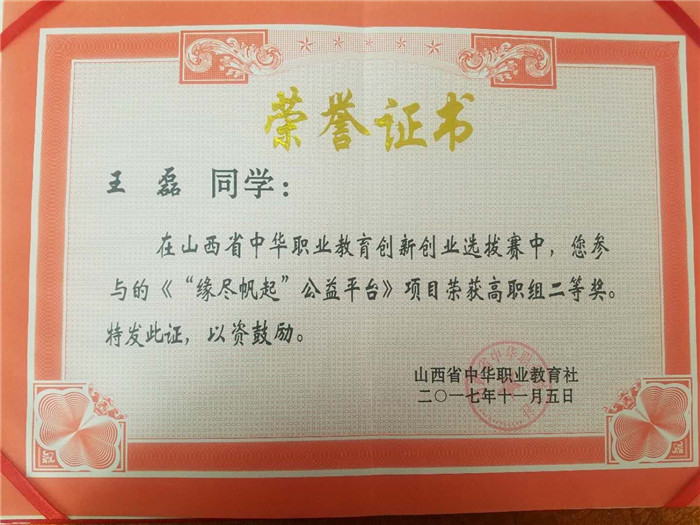 荣誉证书
王 磊 同学：
在山西省中华职业教育创新创业选拔赛中，您参
与的《“缘尽帆起”公益平台》项目荣获高职组二等奖。
特发此证，以资鼓励。
山西省中华职业教育社
二〇一七年十一月五日